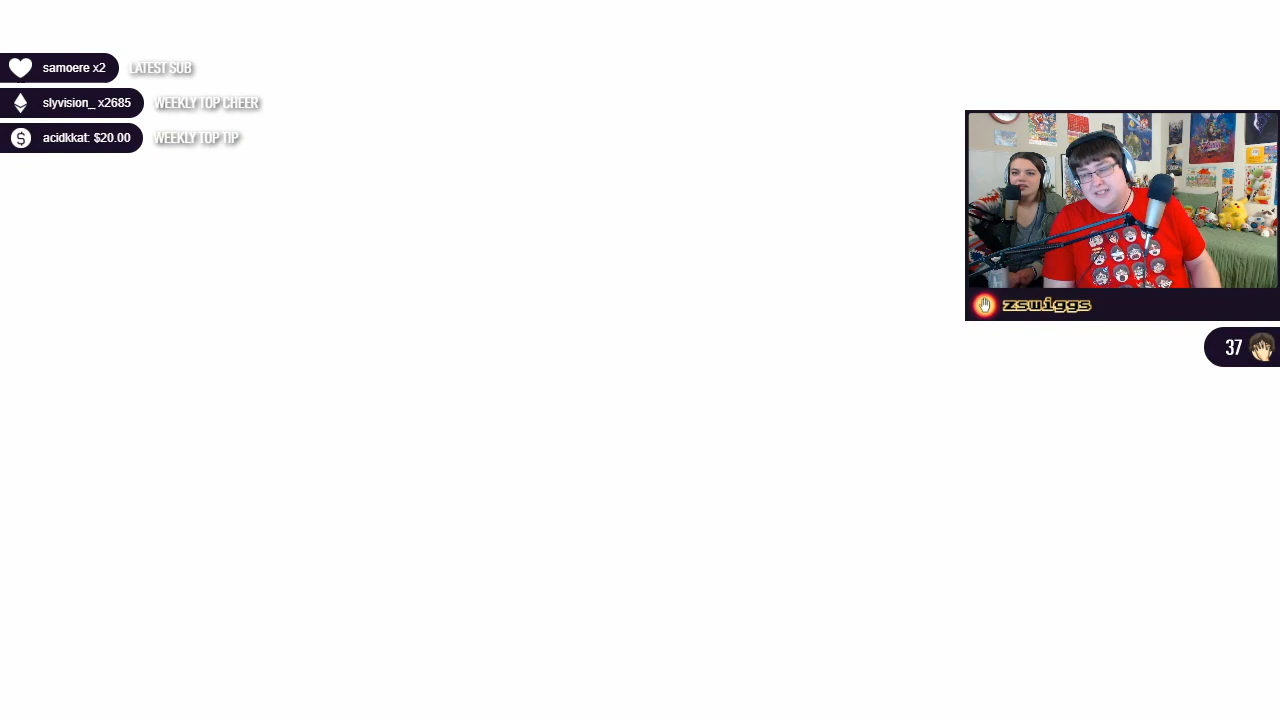 samoere x2 LATEST SUB
slyvision_ x2685 WEEKLY TOP CHEER
acidkkat: $20.00 WEEKLY TOP TIP
zswiggs
37